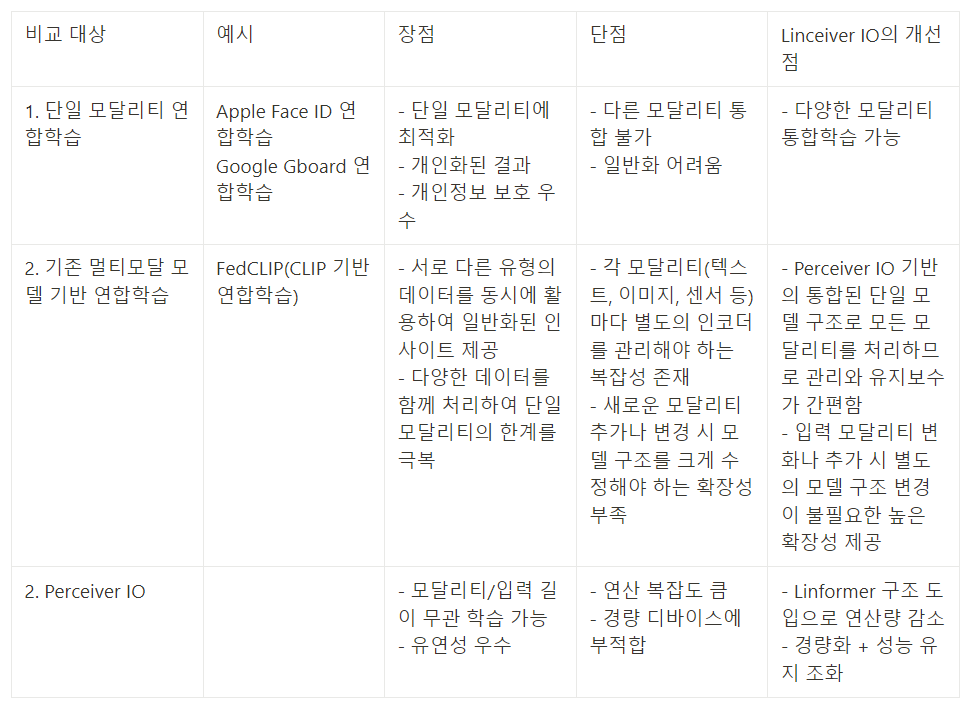 비교 대상
예시
장점
단점
Linceiver IO의 개선
점
1. 단일 모달리티 연
합학습
Apple Face ID 연
합학습
Google Gboard 연
합학습
- 단일 모달리티에
최적화
- 개인화된 결과
- 개인정보 보호 우
수
- 다른 모달리티 통
합 불가
- 일반화 어려움
- 다양한 모달리티
통합학습 가능
2. 기존 멀티모달 모
델 기반 연합학습
FedCLIP(CLIP 기반
연합학습)
- 서로 다른 유형의
데이터를 동시에 활
용하여 일반화된 인
사이트 제공
- 다양한 데이터를
함께 처리하여 단일
모달리티의 한계를
극복
- 각 모달리티(텍스
트, 이미지, 센서 등)
마다 별도의 인코더
를 관리해야 하는
복잡성 존재
- 새로운 모달리티
추가나 변경 시 모
델 구조를 크게 수
정해야 하는 확장성
부족
- Perceiver IO 기반
의 통합된 단일 모
델 구조로 모든 모
달리티를 처리하므
로 관리와 유지보수
가 간편함
- 입력 모달리티 변
화나 추가 시 별도
의 모델 구조 변경
이 불필요한 높은
확장성 제공
2. Perceiver IO
- 모달리티/입력 길
이 무관 학습 가능
- 유연성 우수
- 연산 복잡도 큼
- 경량 디바이스에
부적합
- Linformer 구조 도
입으로 연산량 감소
- 경량화 + 성능 유
지 조화